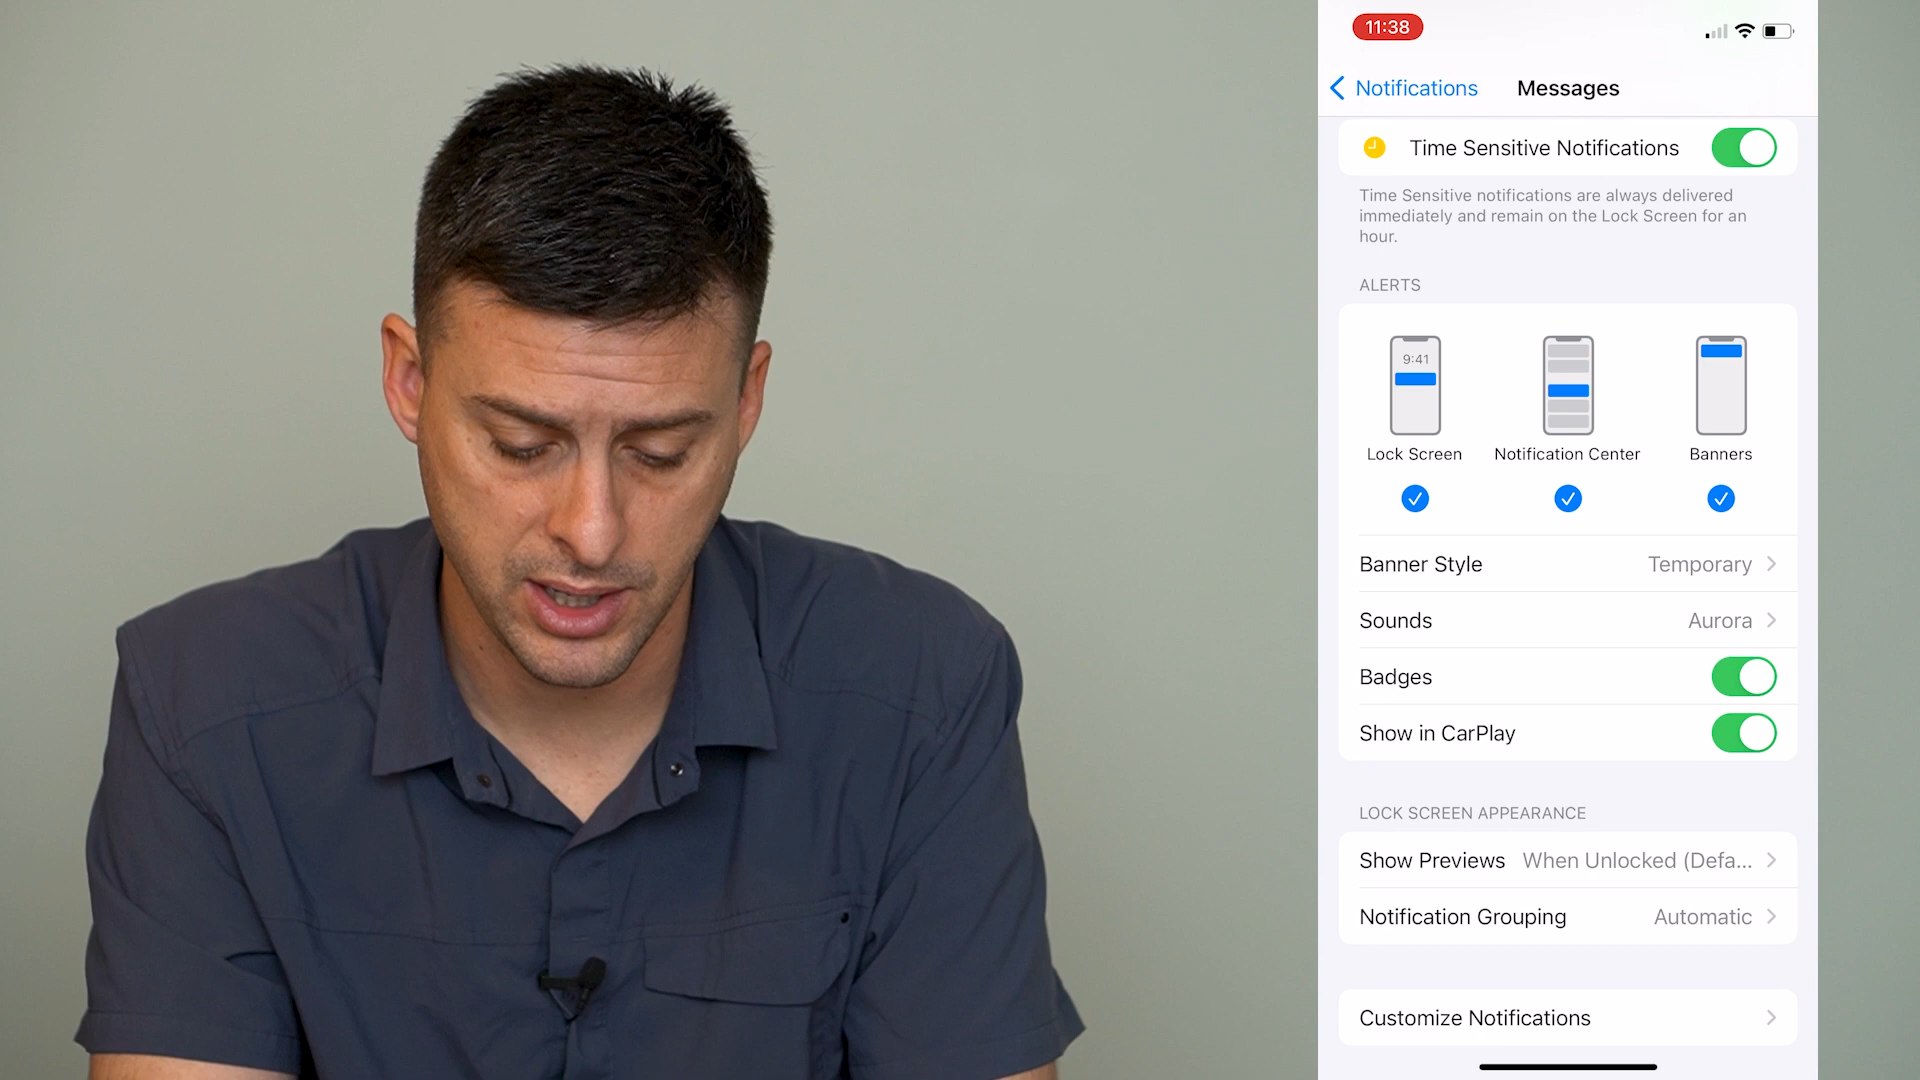 11:38
Notifications
Messages
Time Sensitive Notifications
Time Sensitive notifications are always delivered
immediately and remain on the Lock Screen for an
hour.
ALERTS
9:41
Lock Screen
Notification Center
Banners
Banner Style
Temporary
Sounds
Aurora
Badges
Show in CarPlay
LOCK SCREEN APPEARANCE
Show Previews
When Unlocked (Defa...
Notification Grouping
Automatic
Customize Notifications